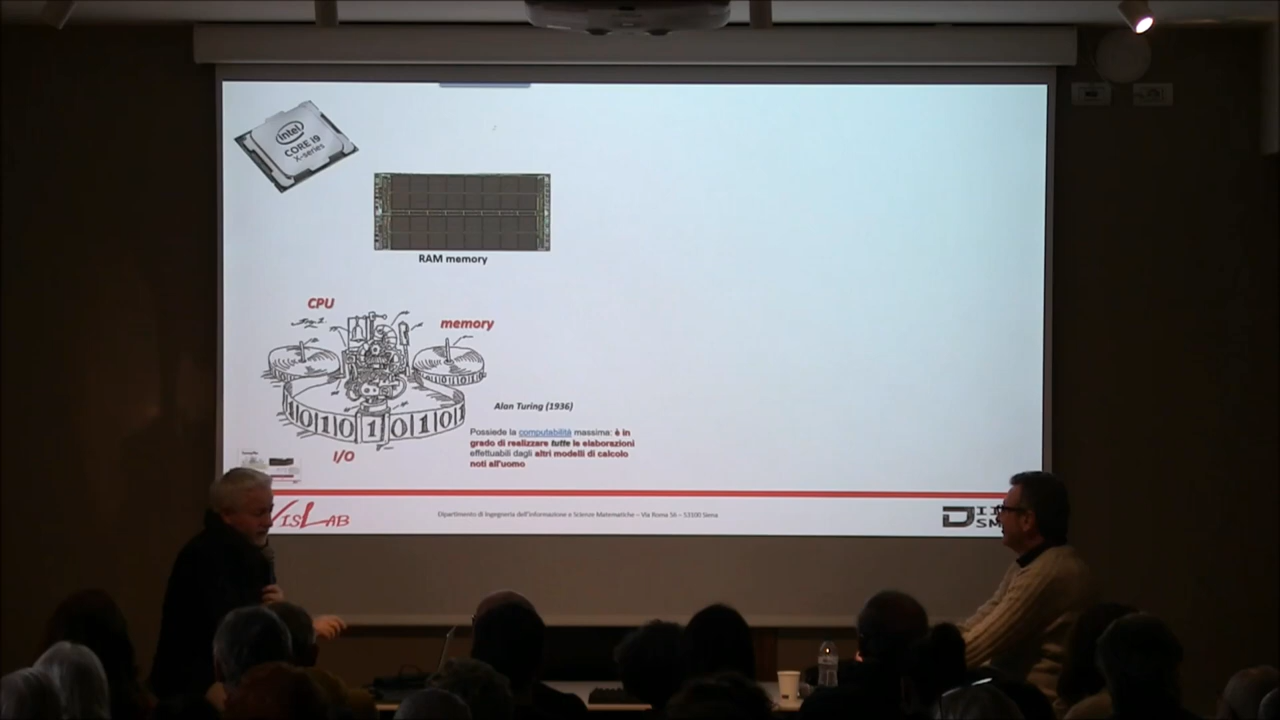 intel
CORE i9
X-series
RAM memory
CPU
memory
1 0 1 0 1 0 1 0 1
Alan Turing (1936)
Possiede la computabilità massima: è in
grado di realizzare tutte le elaborazioni
effettuabili dagli altri modelli di calcolo
noti all'uomo
I/O
VISLAB
Dipartimento di Ingegneria dell'Informazione e Scienze Matematiche – Via Roma 56 – 53100 Siena